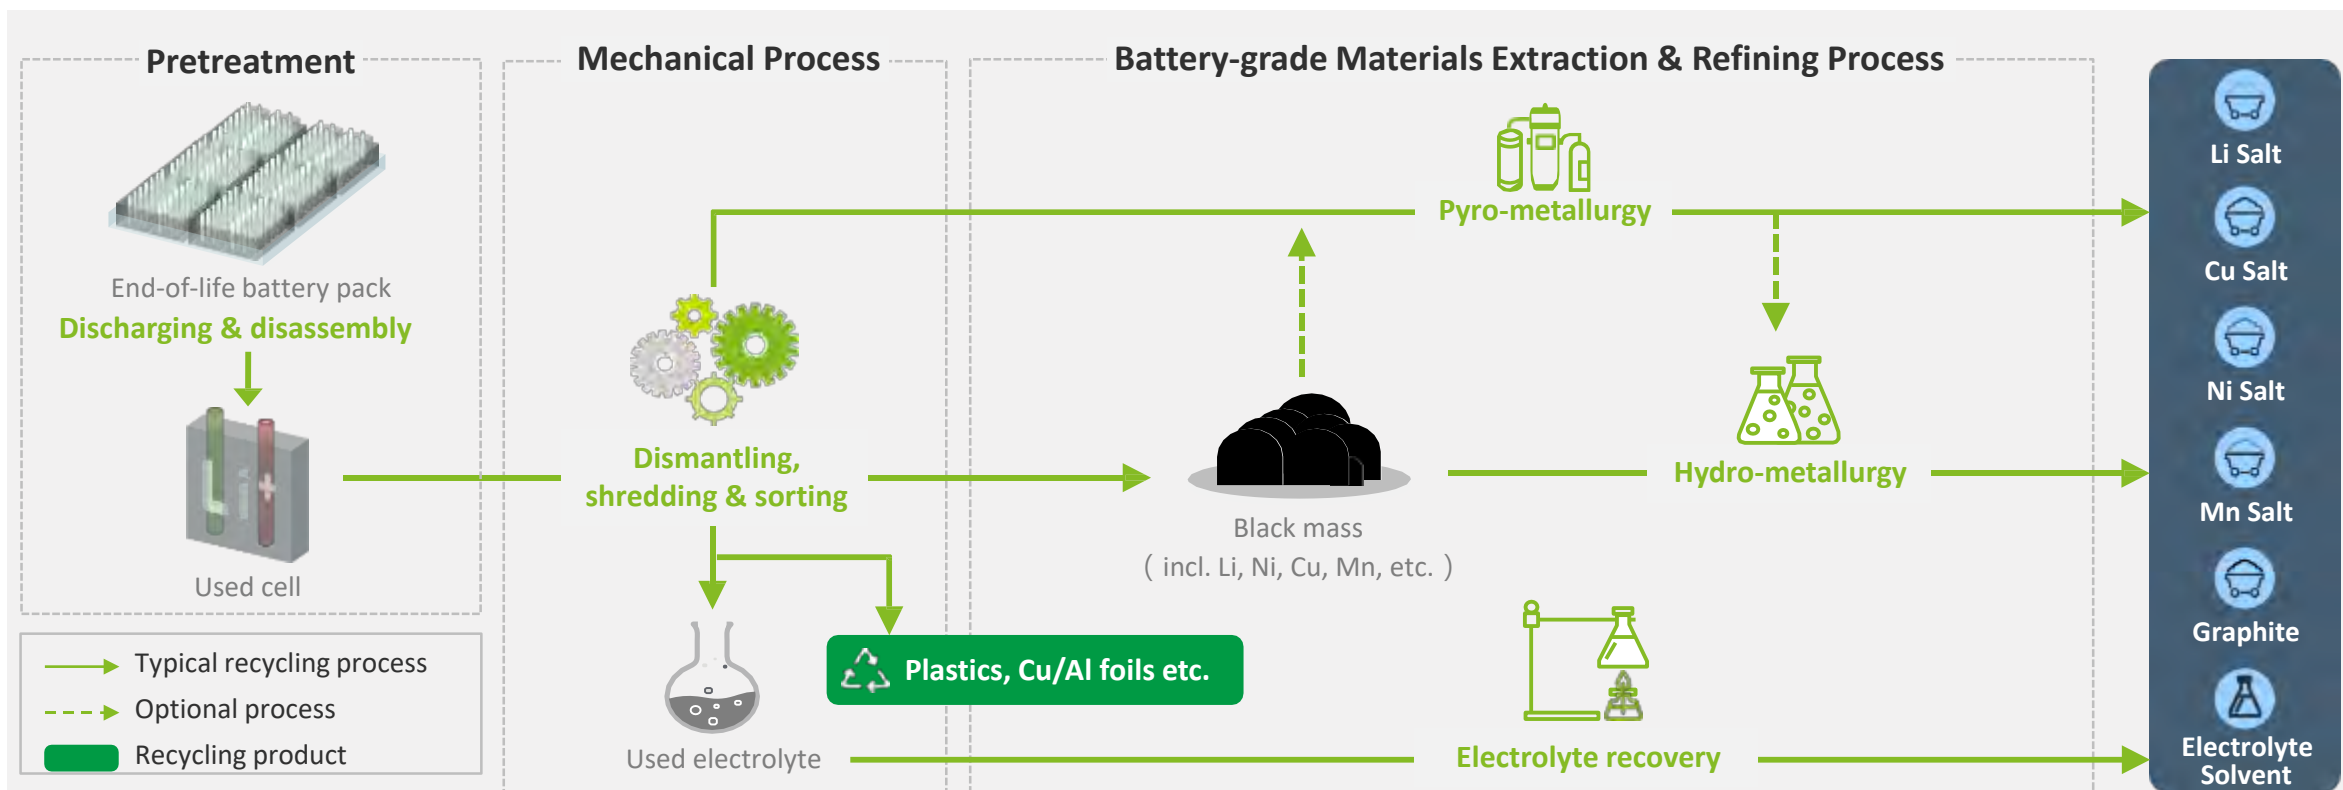 Pretreatment
End-of-life battery pack
Discharging & disassembly
Li+
Used cell
Typical recycling process
Optional process
Recycling product
Mechanical Process
Dismantling,
shredding & sorting
Used electrolyte
Plastics, Cu/Al foils etc.
Battery-grade Materials Extraction & Refining Process
Pyro-metallurgy
Black mass
( incl. Li, Ni, Cu, Mn, etc. )
Hydro-metallurgy
Electrolyte recovery
Li Salt
Cu Salt
Ni Salt
Mn Salt
Graphite
Electrolyte
Solvent